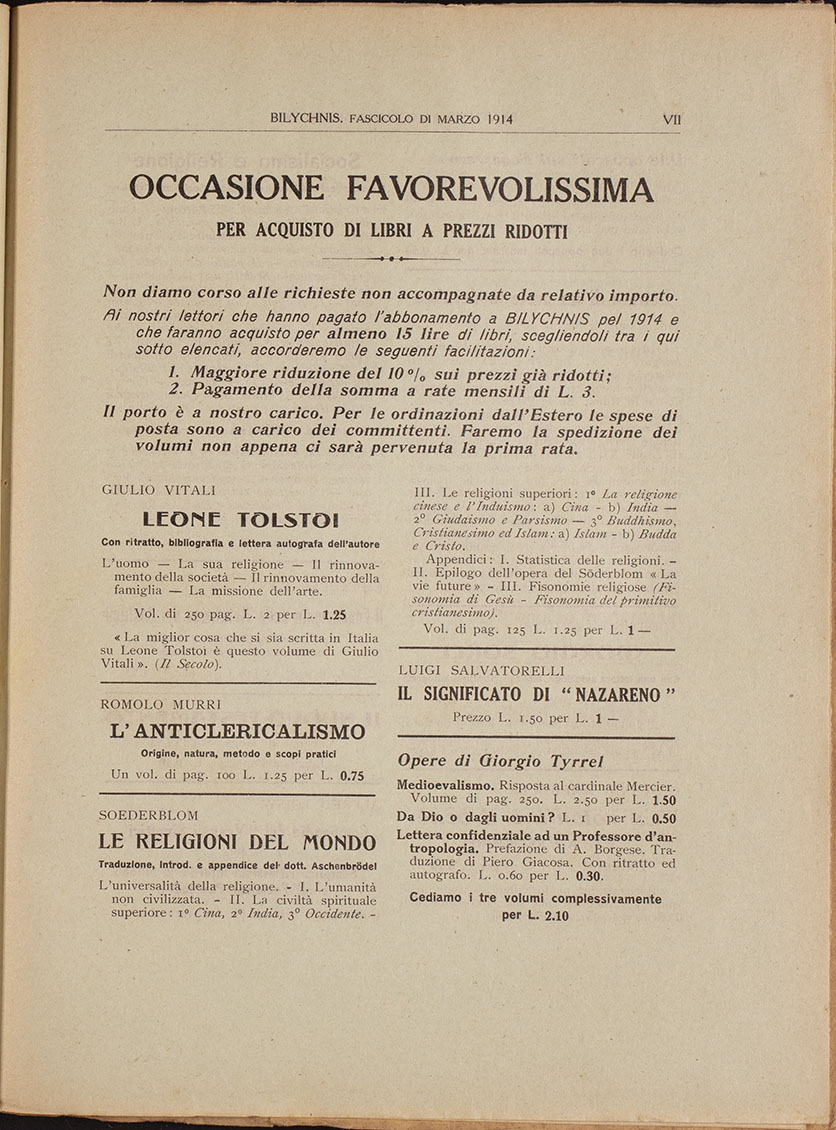 BILYCHNIS. FASCICOLO DI MARZO 1914 VII
OCCASIONE FAVOREVOLISSIMA
PER ACQUISTO DI LIBRI A PREZZI RIDOTTI
Non diamo corso alle richieste non accompagnate da relativo importo.
Ai nostri lettori che hanno pagato l'abbonamento a BILYCHNIS pel 1914 e
che faranno acquisto per almeno 15 lire di libri, scegliendoli tra i qui
sotto elencati, accorderemo le seguenti facilitazioni:
1. Maggiore riduzione del 10 % sui prezzi già ridotti;
2. Pagamento della somma a rate mensili di L. 3.
Il porto è a nostro carico. Per le ordinazioni dall'Estero le spese di
posta sono a carico dei committenti. Faremo la spedizione dei
volumi non appena ci sarà pervenuta la prima rata.
GIULIO VITALI
LEONE TOLSTOI
Con ritratto, bibliografia e lettera autografa dell'autore
L'uomo — La sua religione — Il rinnova-
mento della società — Il rinnovamento della
famiglia — La missione dell'arte.
Vol. di 250 pag. L. 2 per L. 1.25
« La miglior cosa che si sia scritta in Italia
su Leone Tolstoi è questo volume di Giulio
Vitali ». (Il Secolo).
ROMOLO MURRI
L'ANTICLERICALISMO
Origine, natura, metodo e scopi pratici
Un vol. di pag. 100 L. 1.25 per L. 0.75
SOEDERBLOM
LE RELIGIONI DEL MONDO
Traduzione, introd. e appendice del dott. Aschenbrödel
L'universalità della religione. - I. L'umanità
non civilizzata. - II. La civiltà spirituale
superiore: 1º Cina, 2º India, 3º Occidente. -
III. Le religioni superiori: 1º La religione
cinese e l'Induismo: a) Cina - b) India —
2º Giudaismo e Parsismo — 3º Buddhismo,
Cristianesimo ed Islam: a) Islam - b) Budda
e Cristo.
Appendici: I. Statistica delle religioni. -
II. Epilogo dell'opera del Söderblom « La
vie future » - III. Fisonomie religiose (Fi-
sonomia di Gesù - Fisonomia del primitivo
cristianesimo).
Vol. di pag. 125 L. 1.25 per L. 1 —
LUIGI SALVATORELLI
IL SIGNIFICATO DI “ NAZARENO ”
Prezzo L. 1.50 per L. 1 —
Opere di Giorgio Tyrrel
Medioevalismo. Risposta al cardinale Mercier.
Volume di pag. 250. L. 2.50 per L. 1.50
Da Dio o dagli uomini? L. 1 per L. 0.50
Lettera confidenziale ad un Professore d'an-
tropologia. Prefazione di A. Borgese. Tra-
duzione di Piero Giacosa. Con ritratto ed
autografo. L. 0.60 per L. 0.30.
Cediamo i tre volumi complessivamente
per L. 2.10